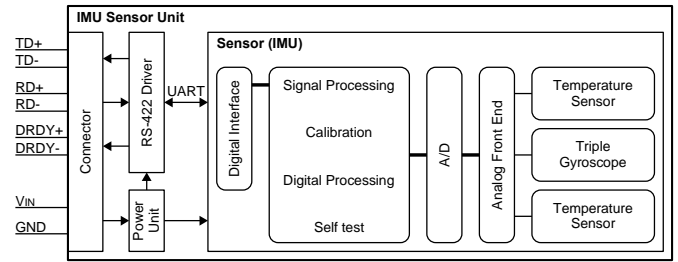 IMU Sensor Unit
TD+
TD-
RD+
RD-
DRDY+
DRDY-
VIN
GND
Connector
RS-422 Driver
Power
Unit
UART
Sensor (IMU)
Digital Interface
Signal Processing
Calibration
Digital Processing
Self test
A/D
Analog Front End
Temperature
Sensor
Triple
Gyroscope
Temperature
Sensor